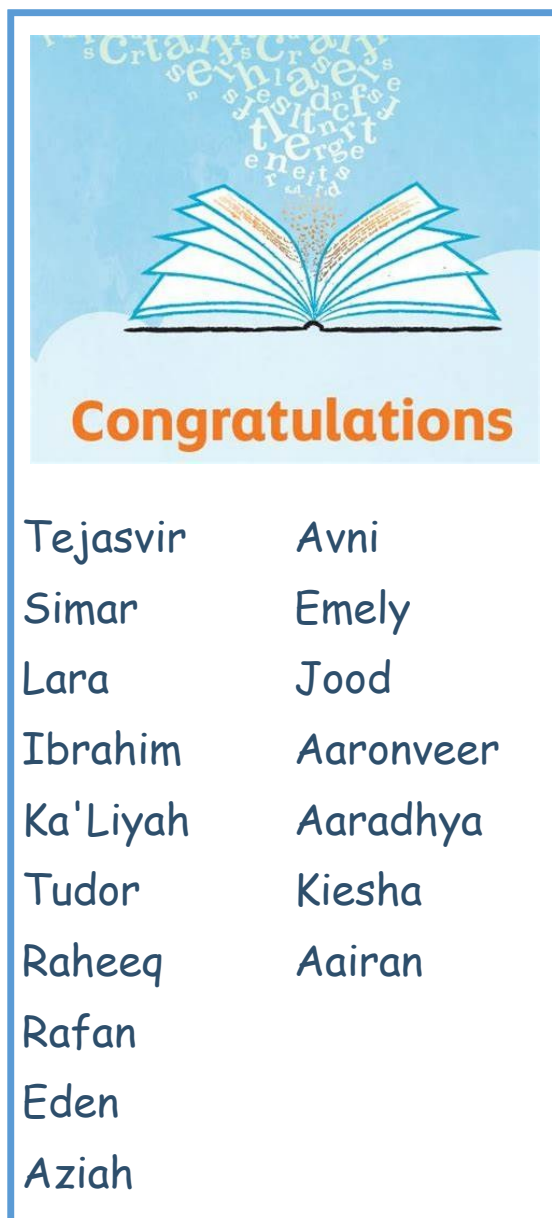 Congratulations
Tejasvir
Simar
Lara
Ibrahim
Ka'Liyah
Tudor
Raheeq
Rafan
Eden
Aziah
Avni
Emely
Jood
Aaronveer
Aaradhya
Kiesha
Aairan